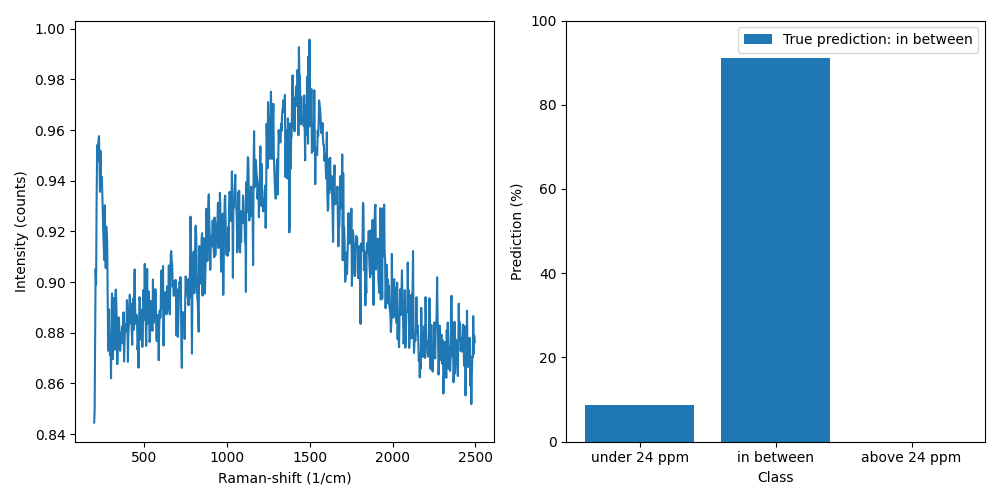 1.00
0.98
0.96
0.94
0.92
0.90
0.88
0.86
0.84
Intensity (counts)
500
1000
1500
2000
2500
Raman-shift (1/cm)
100
80
60
40
20
0
Prediction (%)
True prediction: in between
under 24 ppm
in between
above 24 ppm
Class